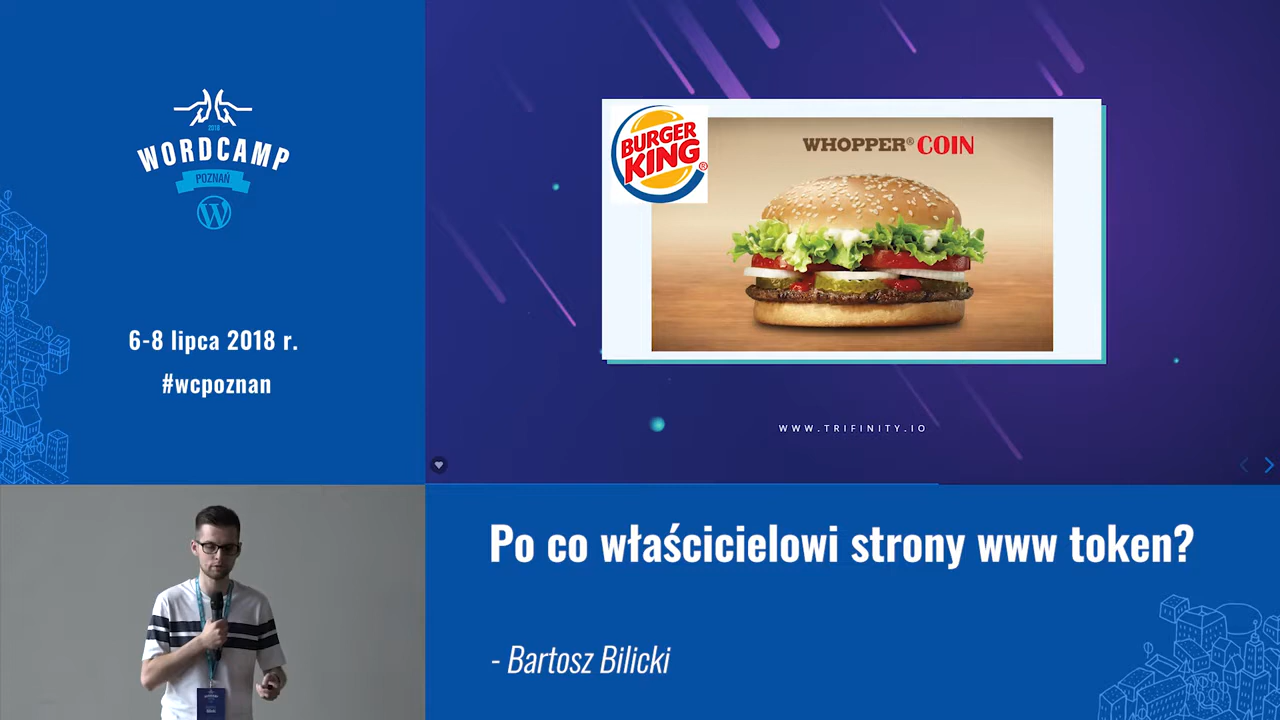 2018
WORDCAMP
POZNAŃ
W
6-8 lipca 2018 r.
#wcpoznan
BURGER
KING®
WHOPPER® COIN
WWW.TRIFINITY.IO
Po co właścicielowi strony www token?
- Bartosz Bilicki